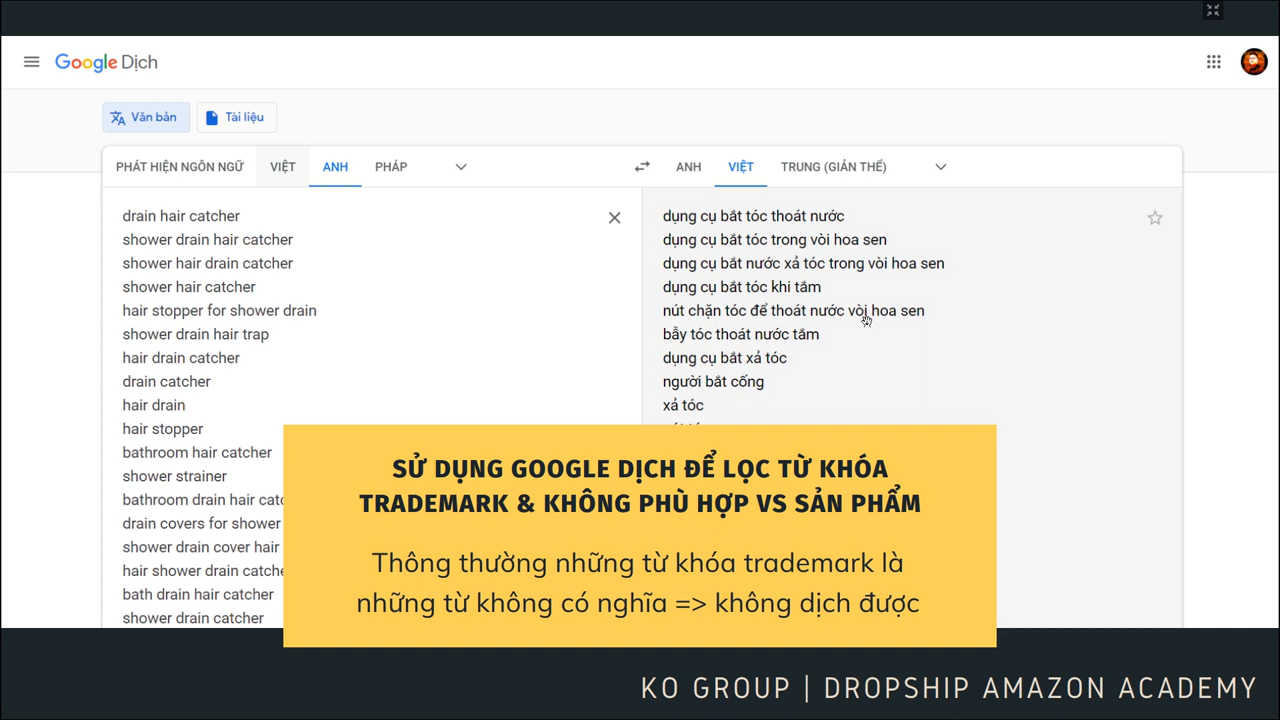 Google Dịch
Văn bản
Tài liệu
PHÁT HIỆN NGÔN NGỮ VIỆT ANH PHÁP
ANH VIỆT TRUNG (GIẢN THỂ)
drain hair catcher
shower drain hair catcher
shower hair drain catcher
shower hair catcher
hair stopper for shower drain
shower drain hair trap
hair drain catcher
drain catcher
hair drain
hair stopper
bathroom hair catcher
shower strainer
bathroom drain hair
drain covers for shower
shower drain cover hair
hair shower drain
bath drain hair catcher
shower drain catcher
dụng cụ bắt tóc thoát nước
dụng cụ bắt tóc trong vòi hoa sen
dụng cụ bắt nước xả tóc trong vòi hoa sen
dụng cụ bắt tóc khi tắm
nút chặn tóc để thoát nước vòi hoa sen
bẫy tóc thoát nước tắm
dụng cụ bắt xả tóc
người bắt cống
xả tóc
SỬ DỤNG GOOGLE DỊCH ĐỂ LỌC TỪ KHÓA
TRADEMARK & KHÔNG PHÙ HỢP VS SẢN PHẨM
Thông thường những từ khóa trademark là
những từ không có nghĩa => không dịch được
KO GROUP | DROPSHIP AMAZON ACADEMY